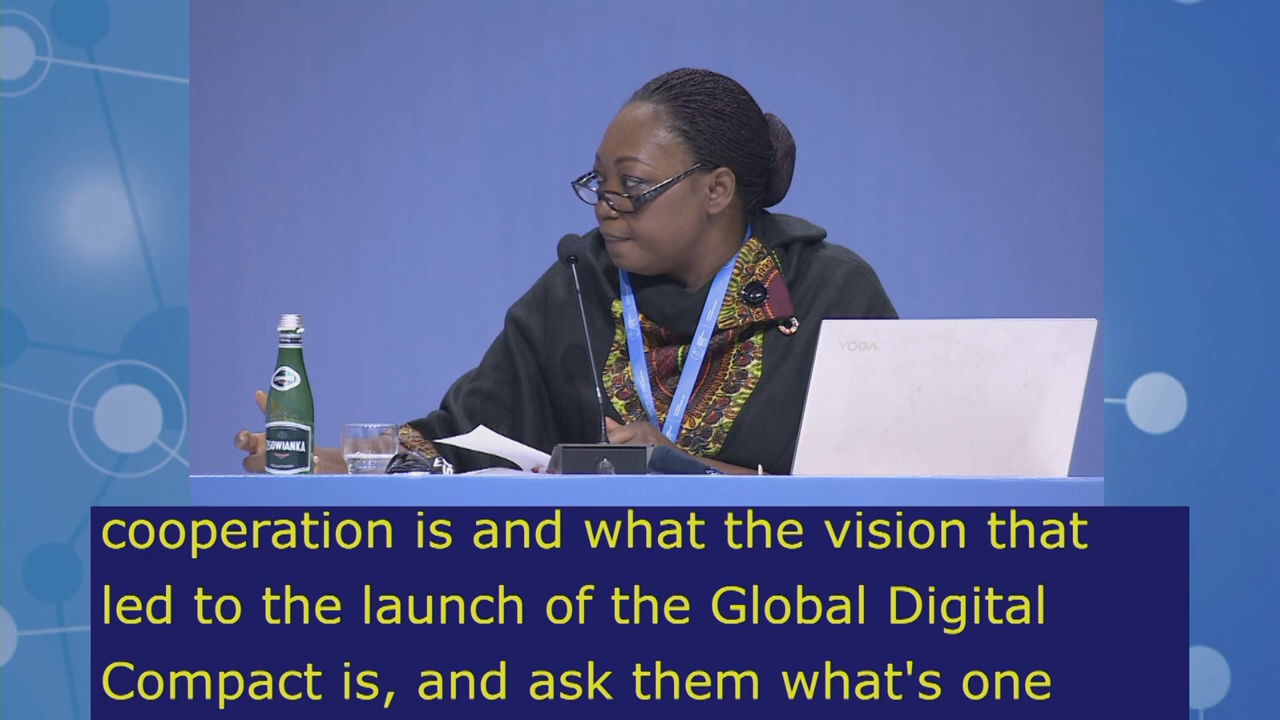 YOGA
cooperation is and what the vision that
led to the launch of the Global Digital
Compact is, and ask them what's one